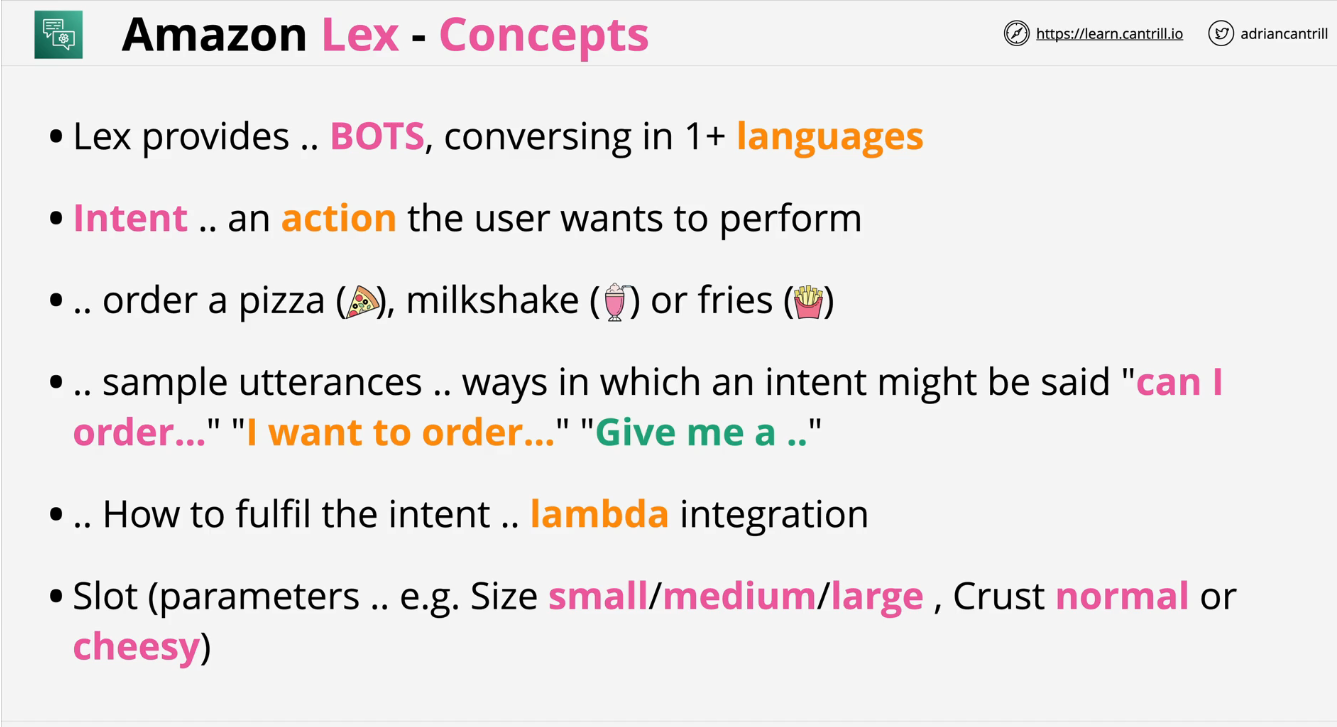 Amazon Lex - Concepts
https://learn.cantrill.io
adriancantrill
• Lex provides .. BOTS, conversing in 1+ languages
• Intent .. an action the user wants to perform
• .. order a pizza (🍕), milkshake (🥤) or fries (🍟)
• .. sample utterances .. ways in which an intent might be said "can I
order..." "I want to order..." "Give me a .."
• .. How to fulfil the intent .. lambda integration
• Slot (parameters .. e.g. Size small/medium/large , Crust normal or
cheesy)